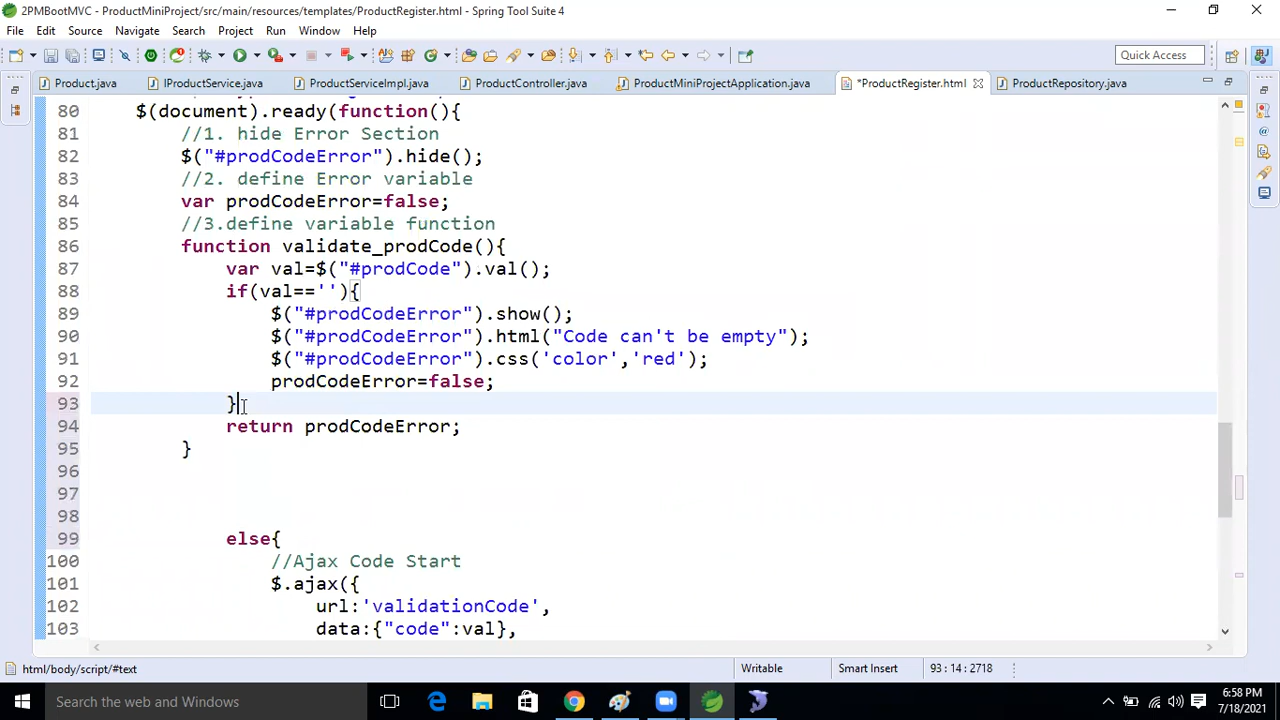 2PMBootMVC - ProductMiniProject/src/main/resources/templates/ProductRegister.html - Spring Tool Suite 4
File Edit Source Navigate Search Project Run Window Help
Quick Access
Product.java IProductService.java ProductServiceImpl.java ProductController.java ProductMiniProjectApplication.java *ProductRegister.html ProductRepository.java
80 $(document).ready(function(){
81 //1. hide Error Section
82 $("#prodCodeError").hide();
83 //2. define Error variable
84 var prodCodeError=false;
85 //3.define variable function
86 function validate_prodCode(){
87 var val=$("#prodCode").val();
88 if(val==''){
89 $("#prodCodeError").show();
90 $("#prodCodeError").html("Code can't be empty");
91 $("#prodCodeError").css('color','red');
92 prodCodeError=false;
93 }
94 return prodCodeError;
95 }
96
97
98
99 else{
100 //Ajax Code Start
101 $.ajax({
102 url:'validationCode',
103 data:{"code":val},
html/body/script/#text Writable Smart Insert 93 : 14 : 2718
Search the web and Windows
6:58 PM
7/18/2021